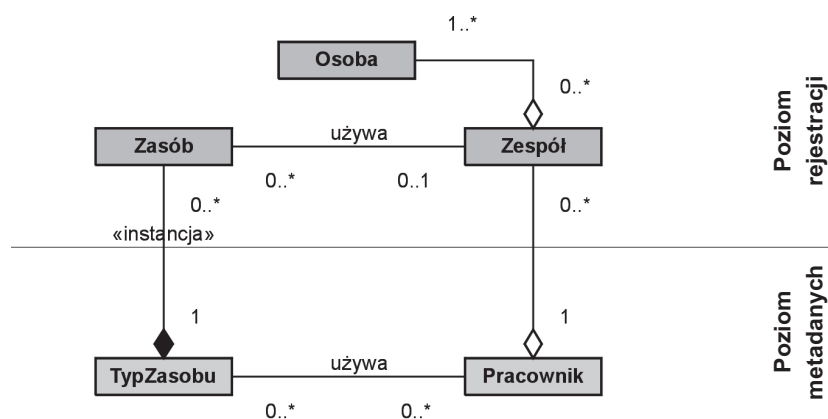 1..*
Osoba
0..*
Zasób
używa
Zespół
0..*
0..1
0..*
0..*
«instancja»
Poziom
rejestracji
1
1
TypZasobu
używa
Pracownik
0..*
0..*
Poziom
metadanych